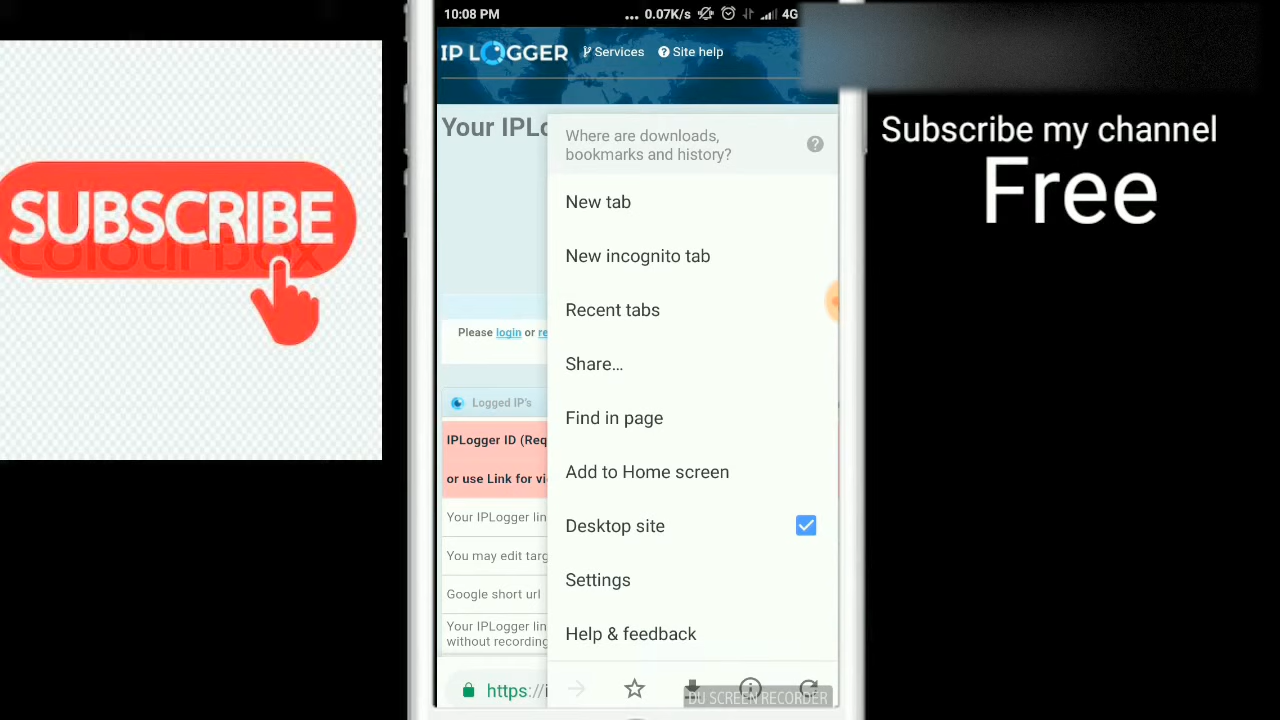 SUBSCRIBE
colourbox
10:08 PM
... 0.07K/s
4G
IP LOGGER
Services
Site help
Your IPLo
Where are downloads,
bookmarks and history?
New tab
New incognito tab
Recent tabs
Share...
Find in page
Add to Home screen
Desktop site
Settings
Help & feedback
Please login or re
Logged IP's
IPLogger ID (Req
or use Link for vi
Your IPLogger lin
You may edit targ
Google short url
Your IPLogger lin
without recording
https://i
DU SCREEN RECORDER
Subscribe my channel
Free